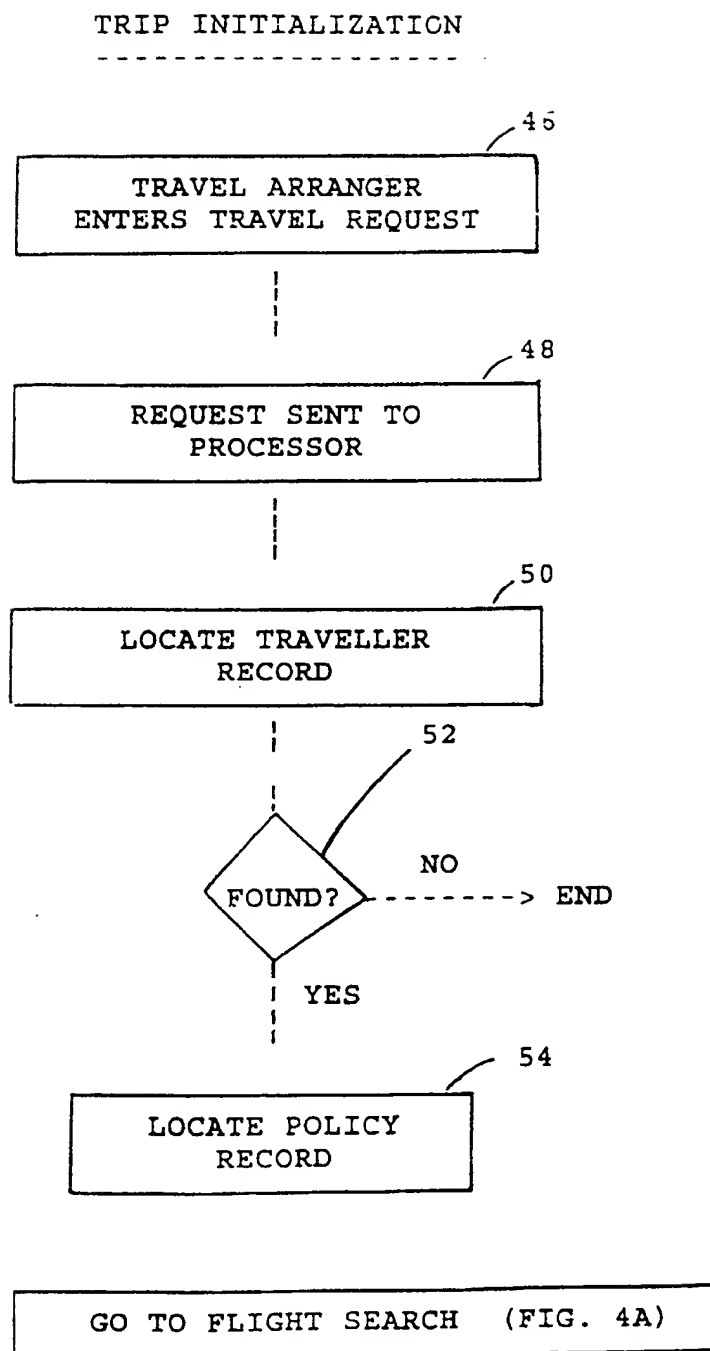 TRIP INITIALIZATION
46
TRAVEL ARRANGER
ENTERS TRAVEL REQUEST
48
REQUEST SENT TO
PROCESSOR
50
LOCATE TRAVELLER
RECORD
52
FOUND?
NO
END
YES
54
LOCATE POLICY
RECORD
GO TO FLIGHT SEARCH (FIG. 4A)